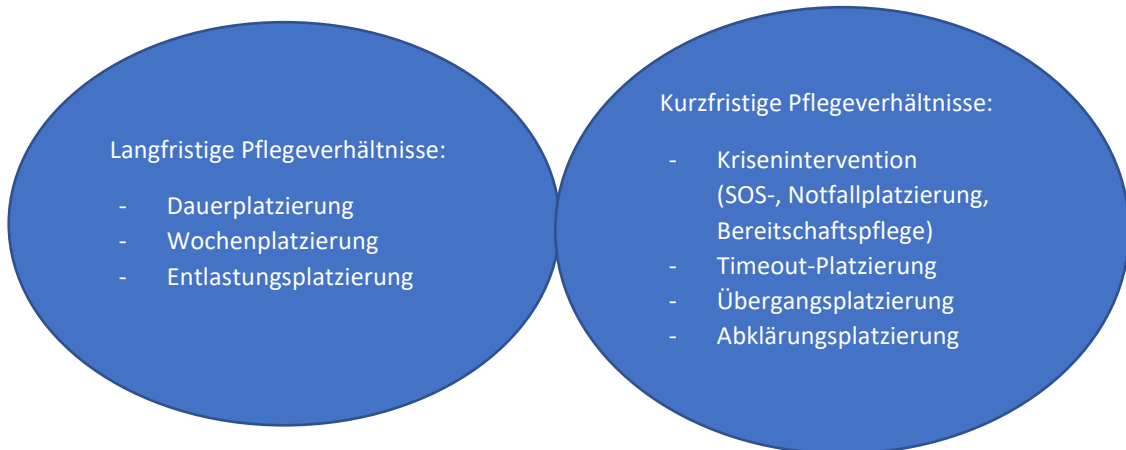 Langfristige Pflegeverhältnisse:
- Dauerplatzierung
- Wochenplatzierung
- Entlastungsplatzierung
Kurzfristige Pflegeverhältnisse:
- Krisenintervention
(SOS-, Notfallplatzierung,
Bereitschaftspflege)
- Timeout-Platzierung
- Übergangsplatzierung
- Abklärungsplatzierung